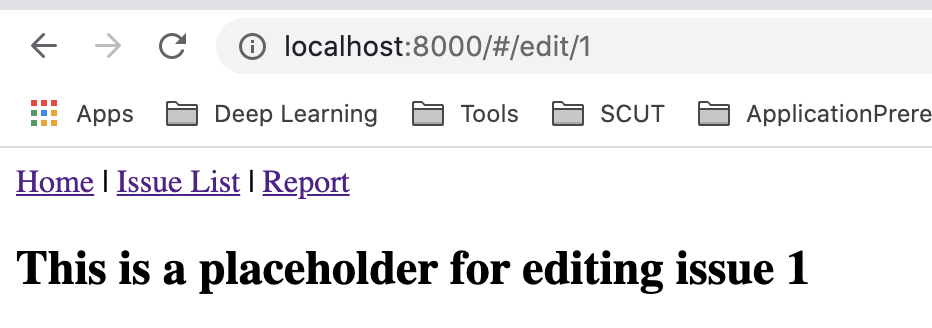 localhost:8000/#/edit/1
Apps Deep Learning Tools SCUT ApplicationPrere
Home | Issue List | Report
This is a placeholder for editing issue 1